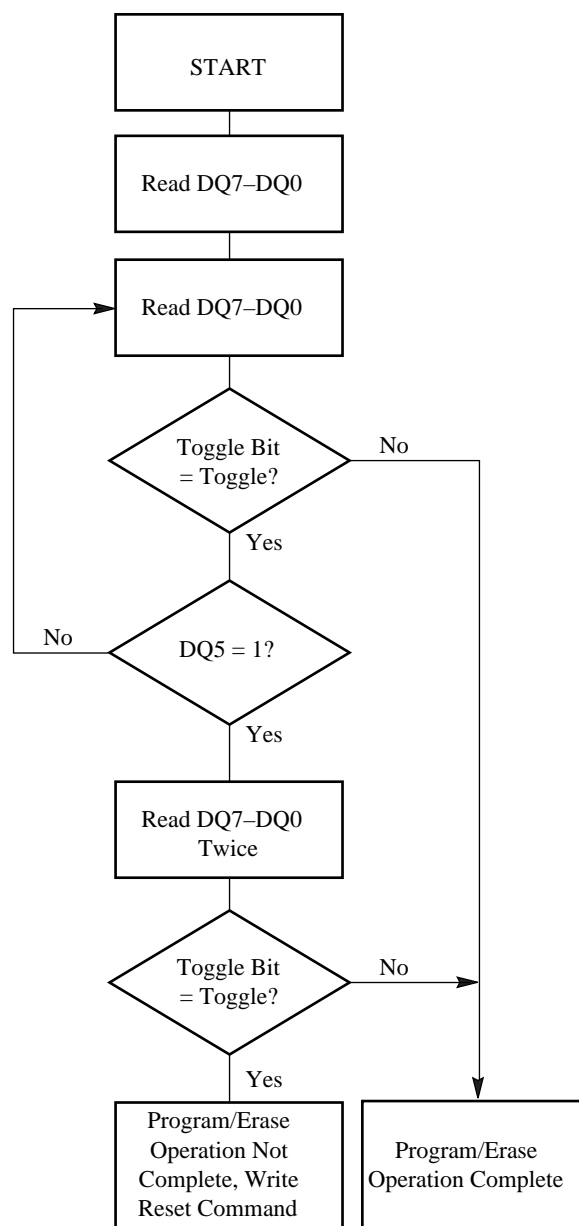 START
Read DQ7–DQ0
Read DQ7–DQ0
Toggle Bit
= Toggle?
No
Yes
No
DQ5 = 1?
Yes
Read DQ7–DQ0
Twice
Toggle Bit
= Toggle?
No
Yes
Program/Erase
Operation Not
Complete, Write
Reset Command
Program/Erase
Operation Complete